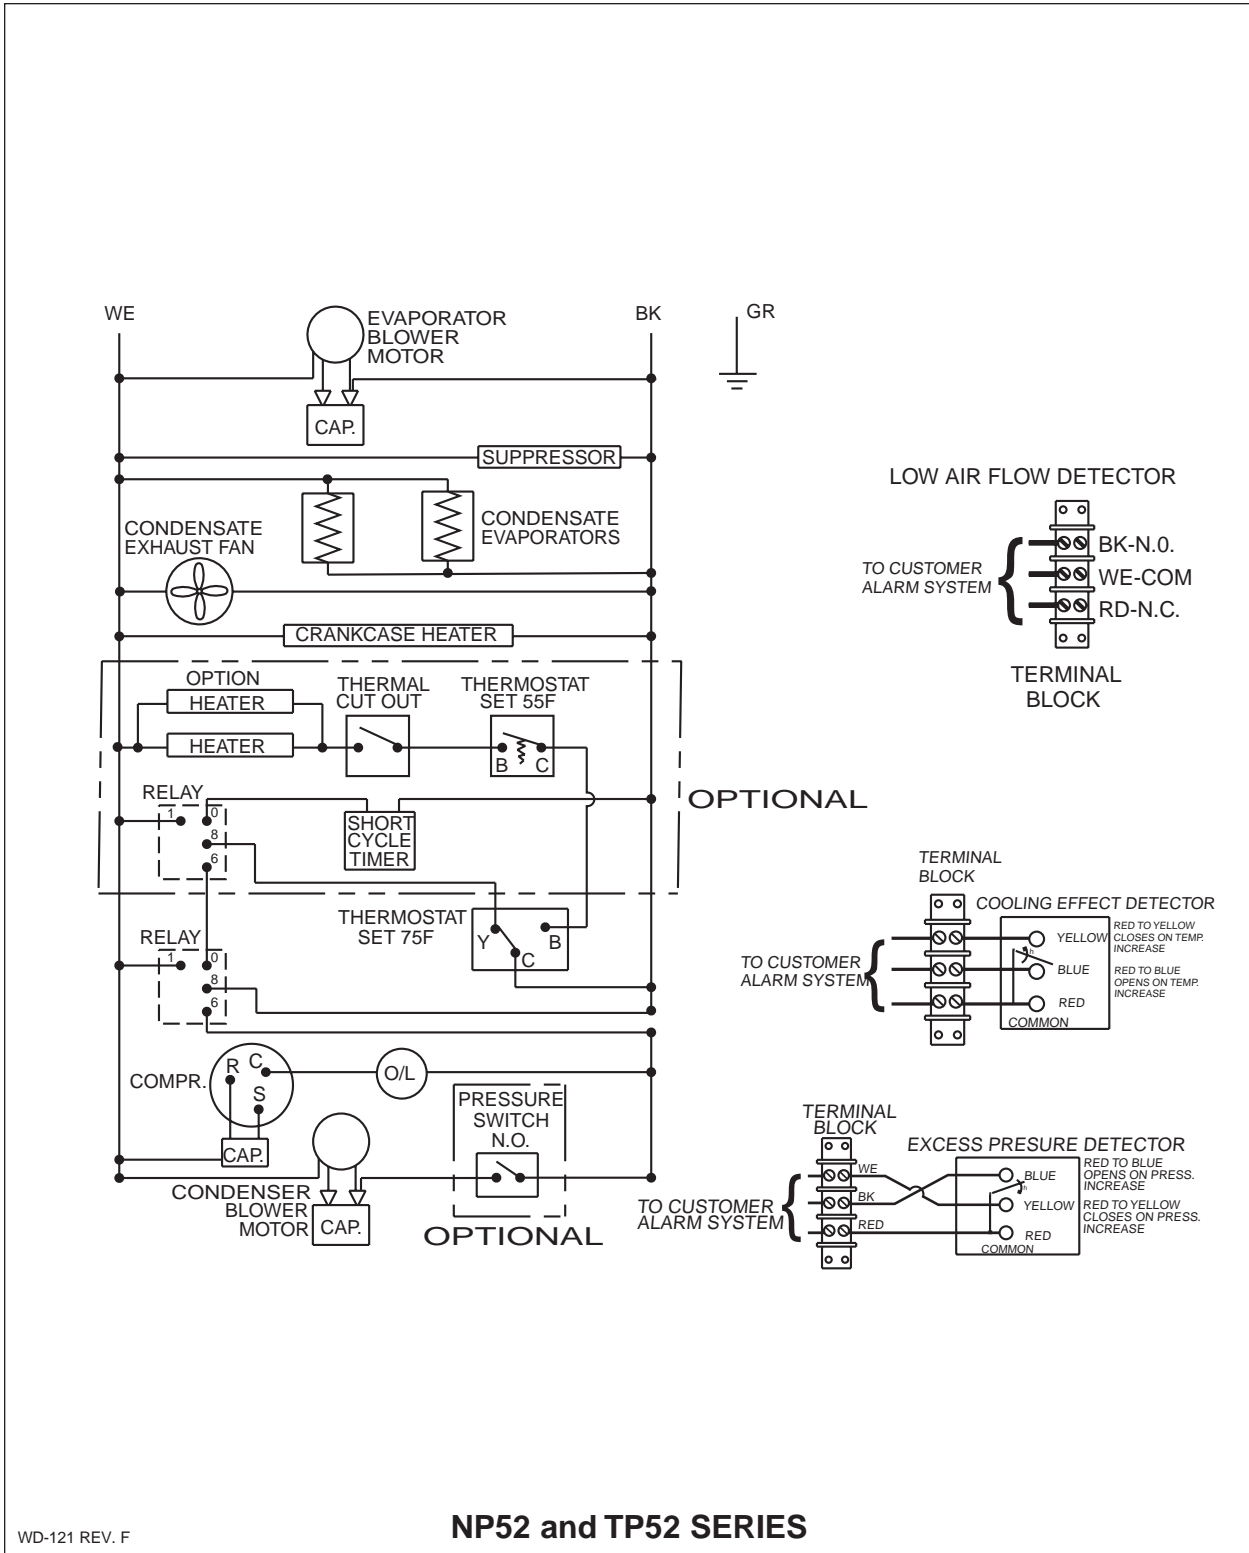 WE
BK
GR
EVAPORATOR
BLOWER
MOTOR
CAP.
SUPPRESSOR
CONDENSATE
EXHAUST FAN
CONDENSATE
EVAPORATORS
CRANKCASE HEATER
OPTION
HEATER
HEATER
THERMAL
CUT OUT
THERMOSTAT
SET 55F
B C
RELAY
1 0
8
6
SHORT
CYCLE
TIMER
OPTIONAL
THERMOSTAT
SET 75F
Y B
C
RELAY
1 0
8
6
COMPR.
R C
S
O/L
CAP.
PRESSURE
SWITCH
N.O.
CONDENSER
BLOWER
MOTOR
CAP.
OPTIONAL
LOW AIR FLOW DETECTOR
TO CUSTOMER
ALARM SYSTEM
BK-N.0.
WE-COM
RD-N.C.
TERMINAL
BLOCK
TERMINAL
BLOCK
COOLING EFFECT DETECTOR
TO CUSTOMER
ALARM SYSTEM
YELLOW
RED TO YELLOW
CLOSES ON TEMP.
INCREASE
h
BLUE
RED TO BLUE
OPENS ON TEMP.
INCREASE
RED
COMMON
TERMINAL
BLOCK
EXCESS PRESURE DETECTOR
TO CUSTOMER
ALARM SYSTEM
WE
BK
RED
BLUE
RED TO BLUE
OPENS ON PRESS.
INCREASE
h
YELLOW
RED TO YELLOW
CLOSES ON PRESS.
INCREASE
RED
COMMON
WD-121 REV. F
NP52 and TP52 SERIES